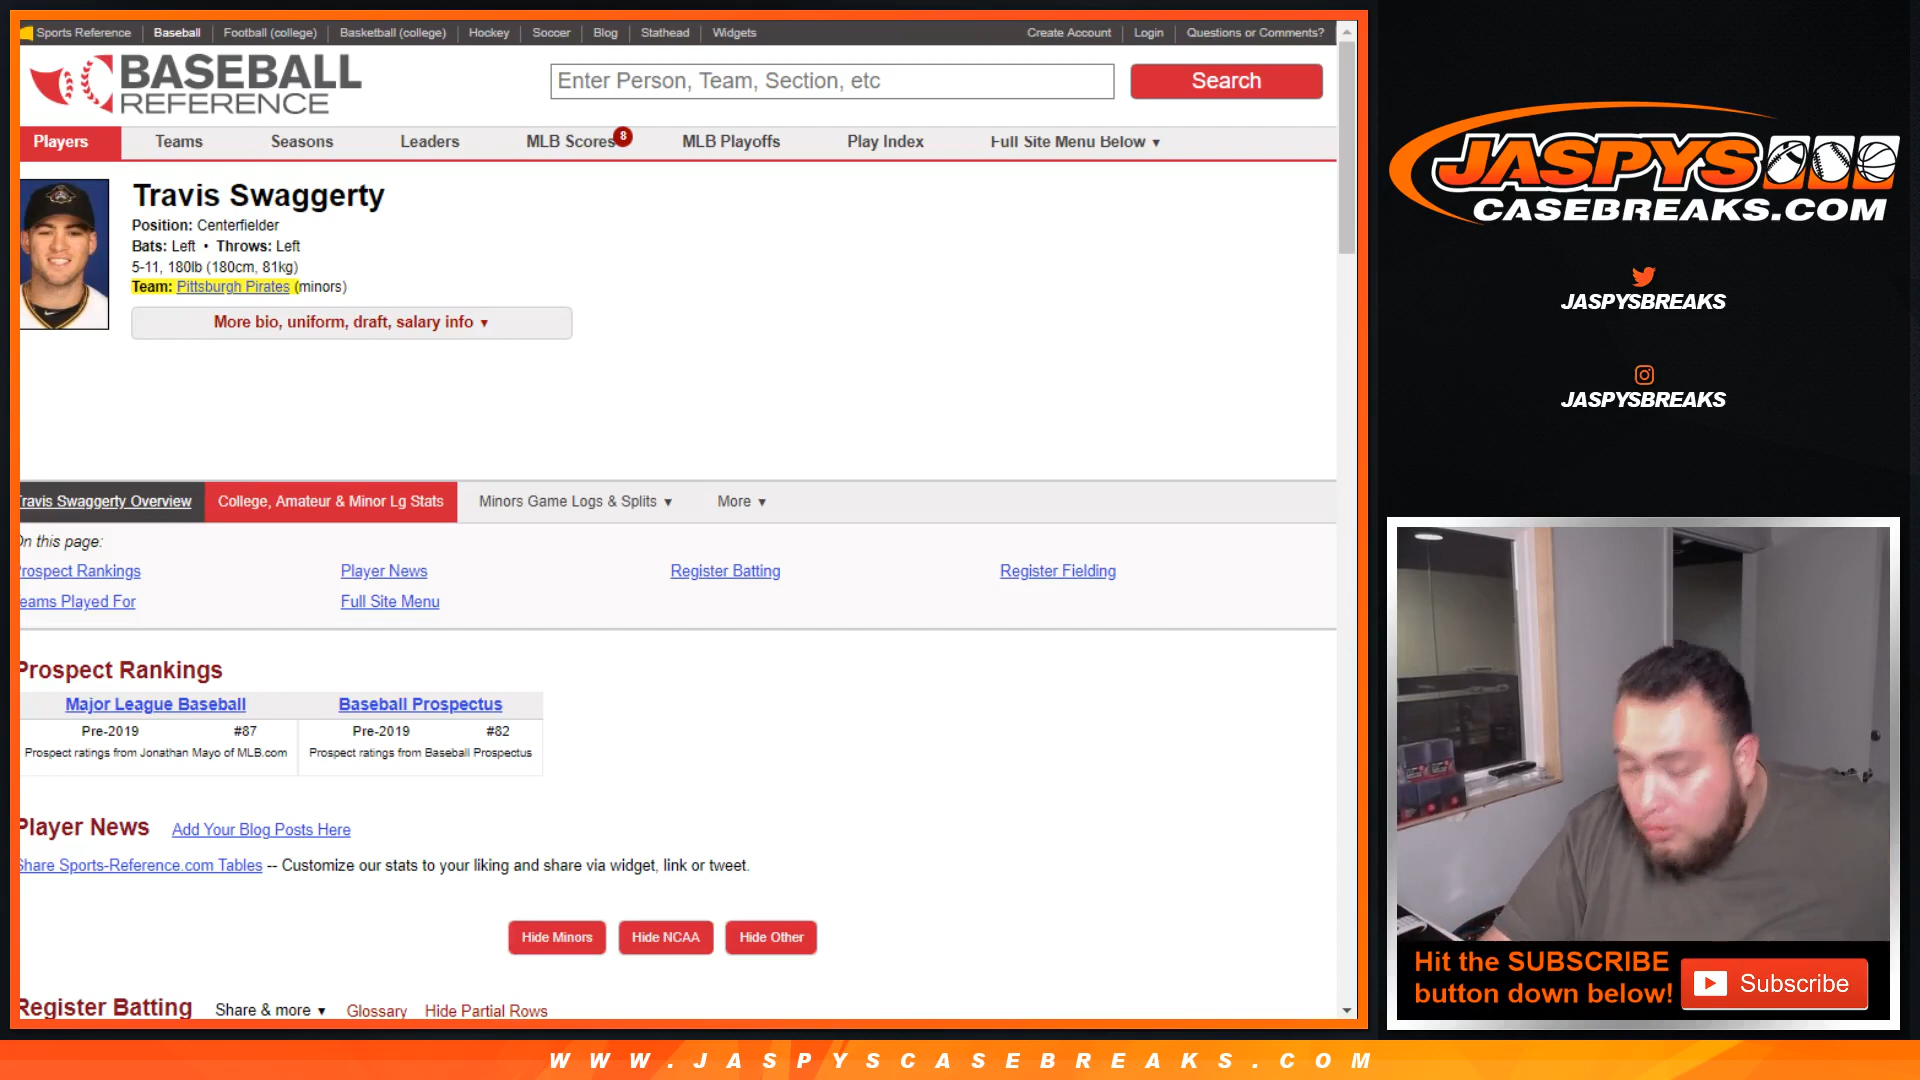 Sports Reference Baseball Football (college) Basketball (college) Hockey Soccer Blog Stathead Widgets Create Account Login Questions or Comments?
BASEBALL
REFERENCE
Enter Person, Team, Section, etc
Search
Players Teams Seasons Leaders MLB Scores 8 MLB Playoffs Play Index Full Site Menu Below ▼
Travis Swaggerty
Position: Centerfielder
Bats: Left • Throws: Left
5-11, 180lb (180cm, 81kg)
Team: Pittsburgh Pirates (minors)
More bio, uniform, draft, salary info ▼
ravis Swaggerty Overview College, Amateur & Minor Lg Stats Minors Game Logs & Splits ▼ More ▼
On this page:
Prospect Rankings Player News Register Batting Register Fielding
eams Played For Full Site Menu
Prospect Rankings
Major League Baseball Baseball Prospectus
Pre-2019 #87 Pre-2019 #82
Prospect ratings from Jonathan Mayo of MLB.com Prospect ratings from Baseball Prospectus
Player News Add Your Blog Posts Here
Share Sports-Reference.com Tables -- Customize our stats to your liking and share via widget, link or tweet.
Hide Minors Hide NCAA Hide Other
Register Batting Share & more ▼ Glossary Hide Partial Rows
JASPYS
CASEBREAKS.COM
JASPYSBREAKS
JASPYSBREAKS
Hit the SUBSCRIBE
button down below!
Subscribe
WWW.JASPYSCASEBREAKS.COM